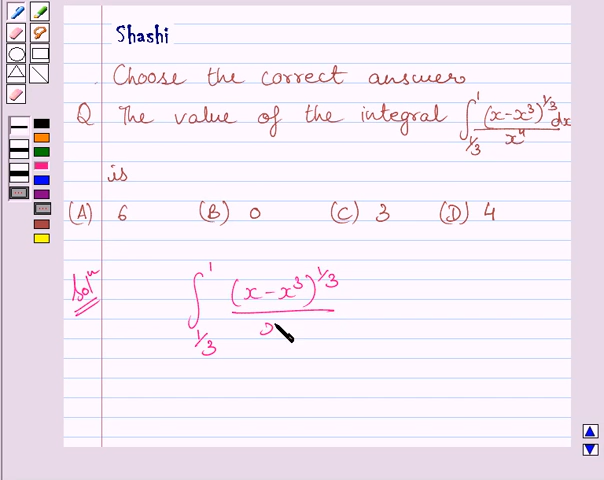 Shashi
Choose the correct answer.
Q The value of the integral ∫_{1/3}^{1} (x-x³)^{1/3}/x⁴ dx
is
(A) 6 (B) 0 (C) 3 (D) 4
Solⁿ ∫_{1/3}^{1} (x-x³)^{1/3}